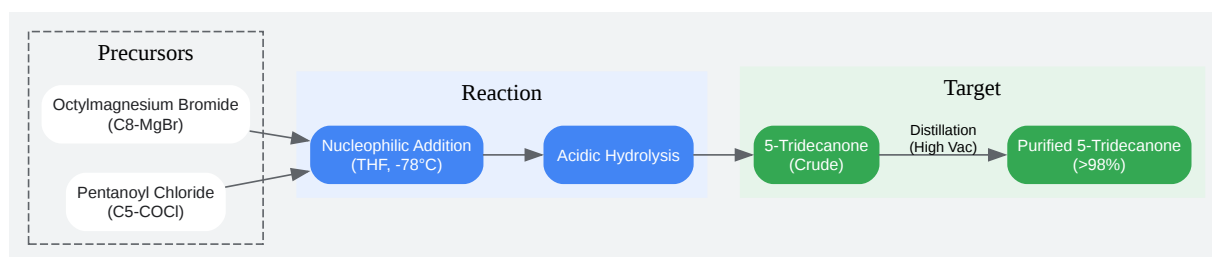 Precursors
Octylmagnesium Bromide
(C8-MgBr)
Pentanoyl Chloride
(C5-COCl)
Reaction
Nucleophilic Addition
(THF, -78°C)
Acidic Hydrolysis
Target
5-Tridecanone
(Crude)
Distillation
(High Vac)
Purified 5-Tridecanone
(>98%)